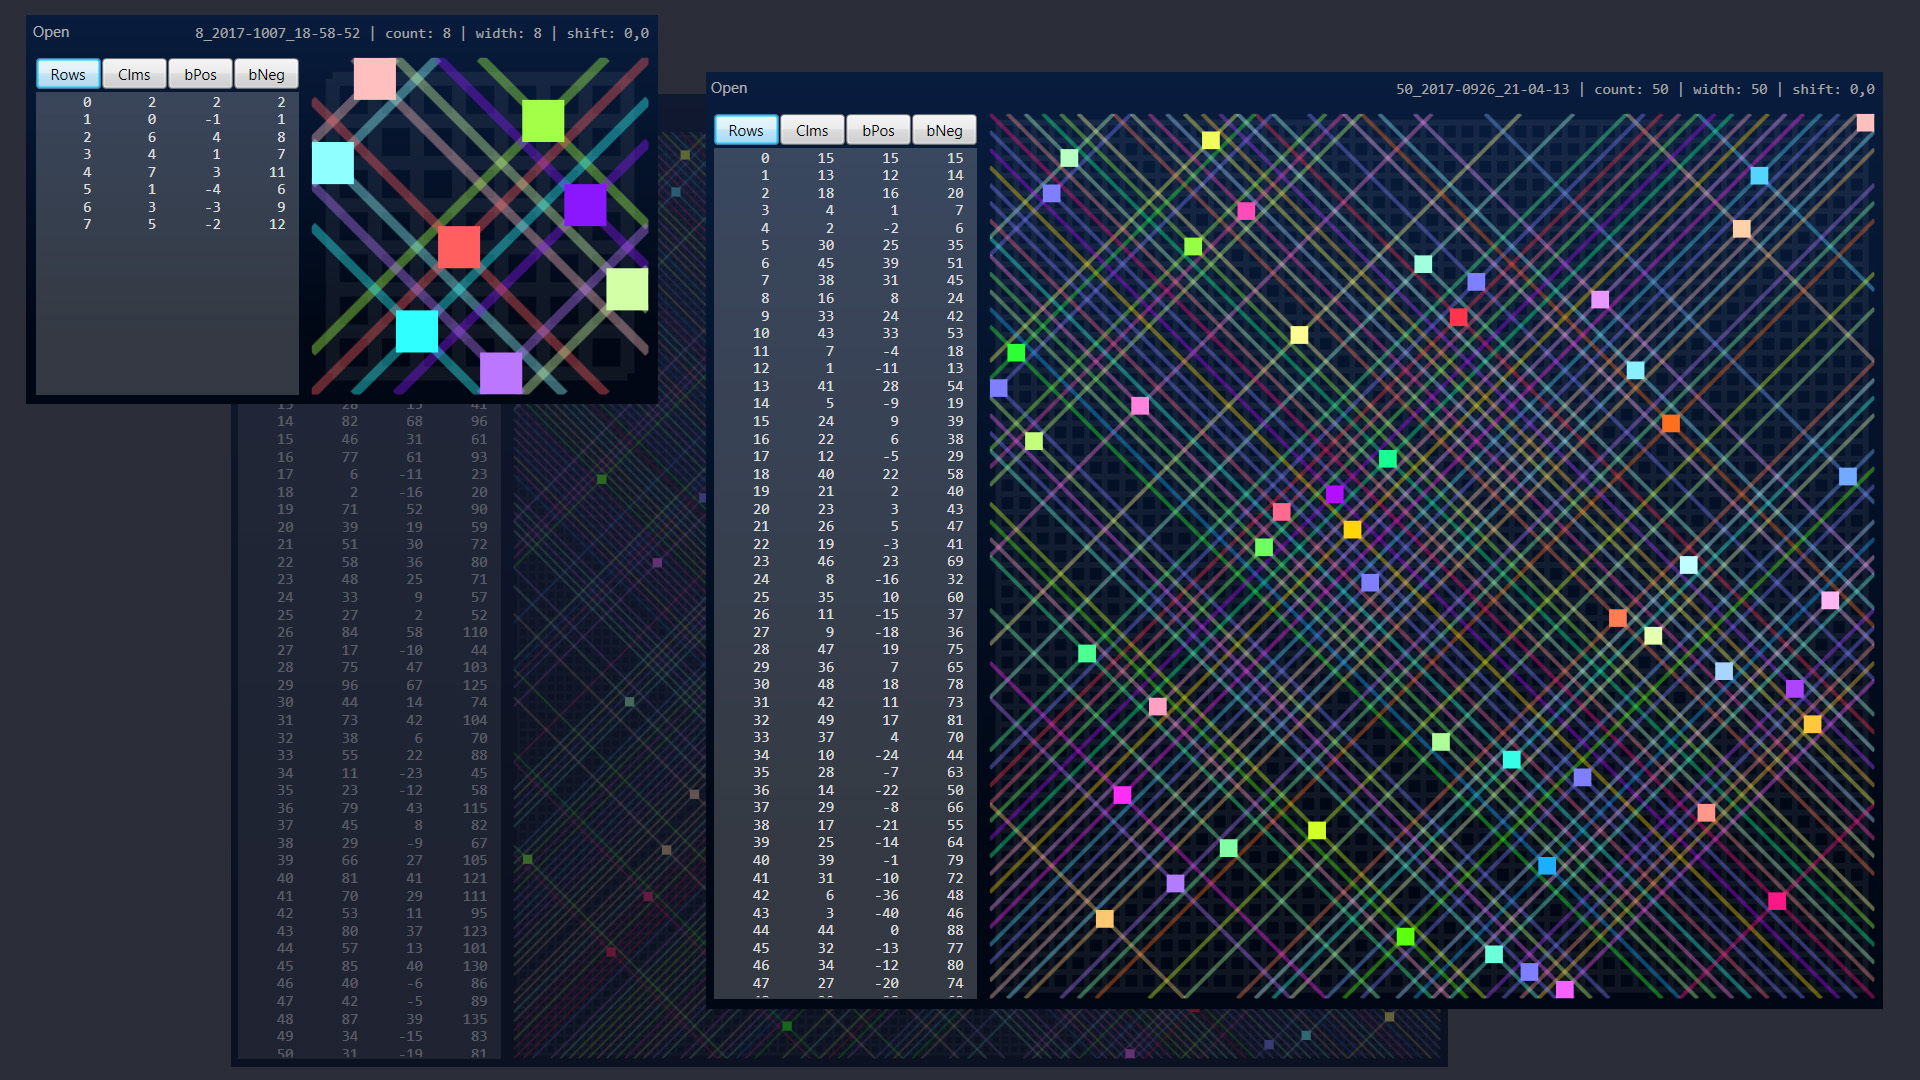 Open 8_2017-1007_18-58-52 | count: 8 | width: 8 | shift: 0,0
Rows Clms bPos bNeg
0 2 2 2
1 0 -1 1
2 6 4 8
3 4 1 7
4 7 3 11
5 1 -4 6
6 3 -3 9
7 5 -2 12
Open 50_2017-0926_21-04-13 | count: 50 | width: 50 | shift: 0,0
Rows Clms bPos bNeg
0 15 15 15
1 13 12 14
2 18 16 20
3 4 1 7
4 2 -2 6
5 30 25 35
6 45 39 51
7 38 31 45
8 16 8 24
9 33 24 42
10 43 33 53
11 7 -4 18
12 1 -11 13
13 41 28 54
14 5 -9 19
15 24 9 39
16 22 6 38
17 12 -5 29
18 40 22 58
19 21 2 40
20 23 3 43
21 26 5 47
22 19 -3 41
23 46 23 69
24 8 -16 32
25 35 10 60
26 11 -15 37
27 9 -18 36
28 47 19 75
29 36 7 65
30 48 18 78
31 42 11 73
32 49 17 81
33 37 4 70
34 10 -24 44
35 28 -7 63
36 14 -22 50
37 29 -8 66
38 17 -21 55
39 25 -14 64
40 39 -1 79
41 31 -10 72
42 6 -36 48
43 3 -40 46
44 44 0 88
45 32 -13 77
46 34 -12 80
47 27 -20 74
13 28 15 41
14 82 68 96
15 46 31 61
16 77 61 93
17 6 -11 23
18 2 -16 20
19 71 52 90
20 39 19 59
21 51 30 72
22 58 36 80
23 48 25 71
24 33 9 57
25 27 2 52
26 84 58 110
27 17 -10 44
28 75 47 103
29 96 67 125
30 44 14 74
31 73 42 104
32 38 6 70
33 55 22 88
34 11 -23 45
35 23 -12 58
36 79 43 115
37 45 8 82
38 29 -9 67
39 66 27 105
40 81 41 121
41 70 29 111
42 53 11 95
43 80 37 123
44 57 13 101
45 85 40 130
46 40 -6 86
47 42 -5 89
48 87 39 135
49 34 -15 83
50 31 -19 81